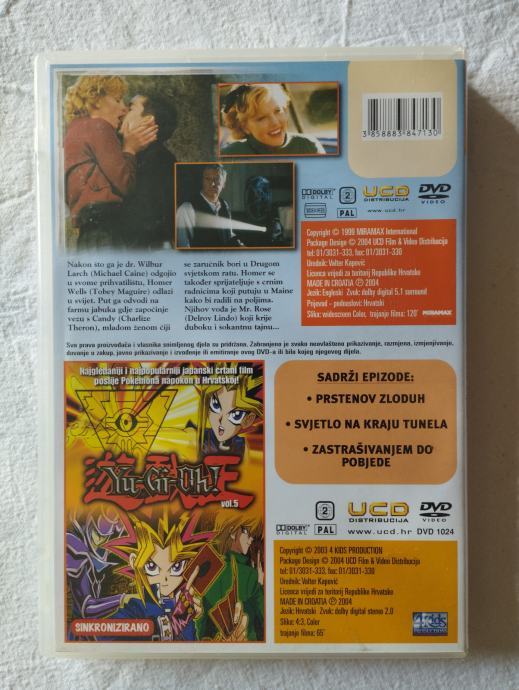 3 858883 847130
DOLBY
DIGITAL
2
PAL
UCD
DISTRIBUCIJA
DVD
VIDEO
www.ucd.hr
Copyright © 1999 MIRAMAX International
Package Design © 2004 UCD Film & Video Distribucija
tel: 01/3031-333, fax: 01/3031-330
Urednik: Valter Kapović
Licenca vrijedi za teritorij Republike Hrvatske
MADE IN CROATIA Ⓟ 2004
Jezik: Engleski Zvuk: dolby digital 5.1 surround
Prijevod - podneslovi: Hrvatski
Slika: widescreen Color, trajanje filma: 120'
MIRAMAX
Nakon što ga je dr. Wilbur
Larch (Michael Caine) odgojio
u svome prihvatilištu, Homer
Wells (Tobey Maguire) odlazi
u svijet. Put ga odvodi na
farmu jabuka gdje započinje
vezu s Candy (Charlize
Theron), mladom ženom čiji
se zaručnik bori u Drugom
svjetskom ratu. Homer se
također sprijateljuje s crnim
radnicima koji putuju u Maine
kako bi radili na poljima.
Njihov vođa je Mr. Rose
(Delroy Lindo) koji krije
duboku i sokantnu tajnu...
Sva prava proizvođača i vlasnika snimljenog djela su pridržana. Zabranjeno je svako neovlašteno prikazivanje, razmjena, iznajmljivanje,
davanje u zakup, javno prikazivanje i izvođenje ili emitiranje ovog DVD-a ili bilo kojeg njegovog dijela.
Najgledaniji i najpopularniji japanski crtani film
poslije Pokemona napokon u Hrvatskoj!
遊戯王
Yu-Gi-Oh!
vol.5
SINKRONIZIRANO
SADRŽI EPIZODE:
• PRSTENOV ZLODUH
• SVJETLO NA KRAJU TUNELA
• ZASTRAŠIVANJEM DO
POBJEDE
DOLBY
DIGITAL
2
PAL
UCD
DISTRIBUCIJA
DVD
VIDEO
www.ucd.hr DVD 1024
Copyright © 2003 4 KIDS PRODUCTION
Package Design © 2004 UCD Film & Video Distribucija
tel: 01/3031-333, fax: 01/3031-330
Urednik: Valter Kapović
Licenca vrijedi za teritorij Republike Hrvatske
MADE IN CROATIA Ⓟ 2004
Jezik: Hrvatski Zvuk: dolby digital stereo 2.0
Slika: 4:3, Color
trajanje filma: 65'
4Kids
PRODUCTIONS